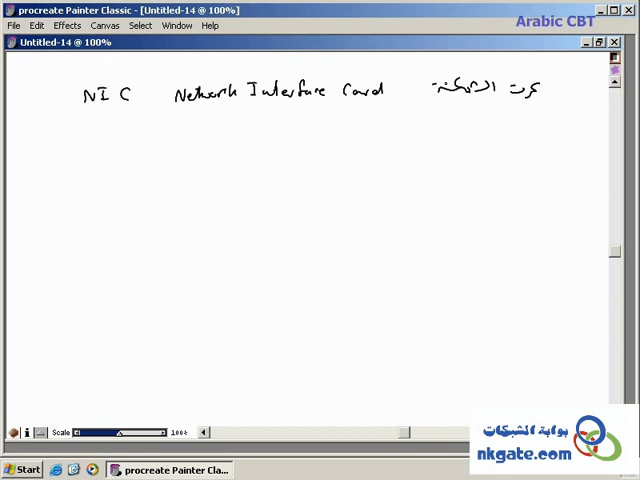 procreate Painter Classic - [Untitled-14 @ 100%]
Arabic CBT
File Edit Effects Canvas Select Window Help
Untitled-14 @ 100%
NIC Network Interface Card كرت الشبكة
Scale 100%
بوابة الشبكات
nkgate.com
Start procreate Painter Cla...